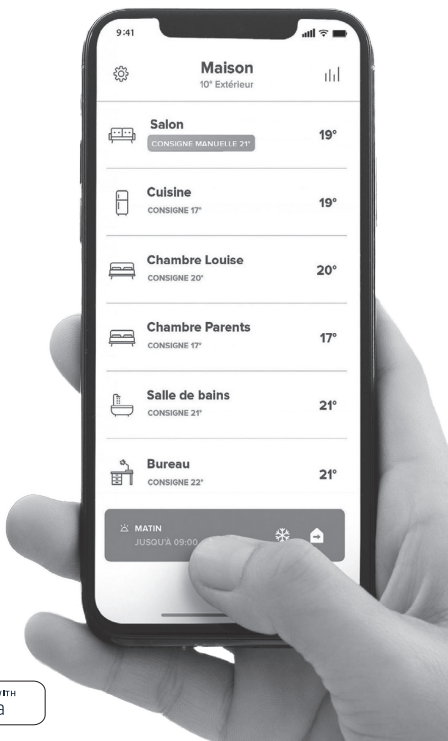 9:41
Maison
10° Extérieur
Salon
CONSIGNE MANUELLE 21°
19°
Cuisine
CONSIGNE 17°
19°
Chambre Louise
CONSIGNE 20°
20°
Chambre Parents
CONSIGNE 17°
17°
Salle de bains
CONSIGNE 21°
21°
Bureau
CONSIGNE 22°
21°
MATIN
JUSQU'À 09:00
WITH
a